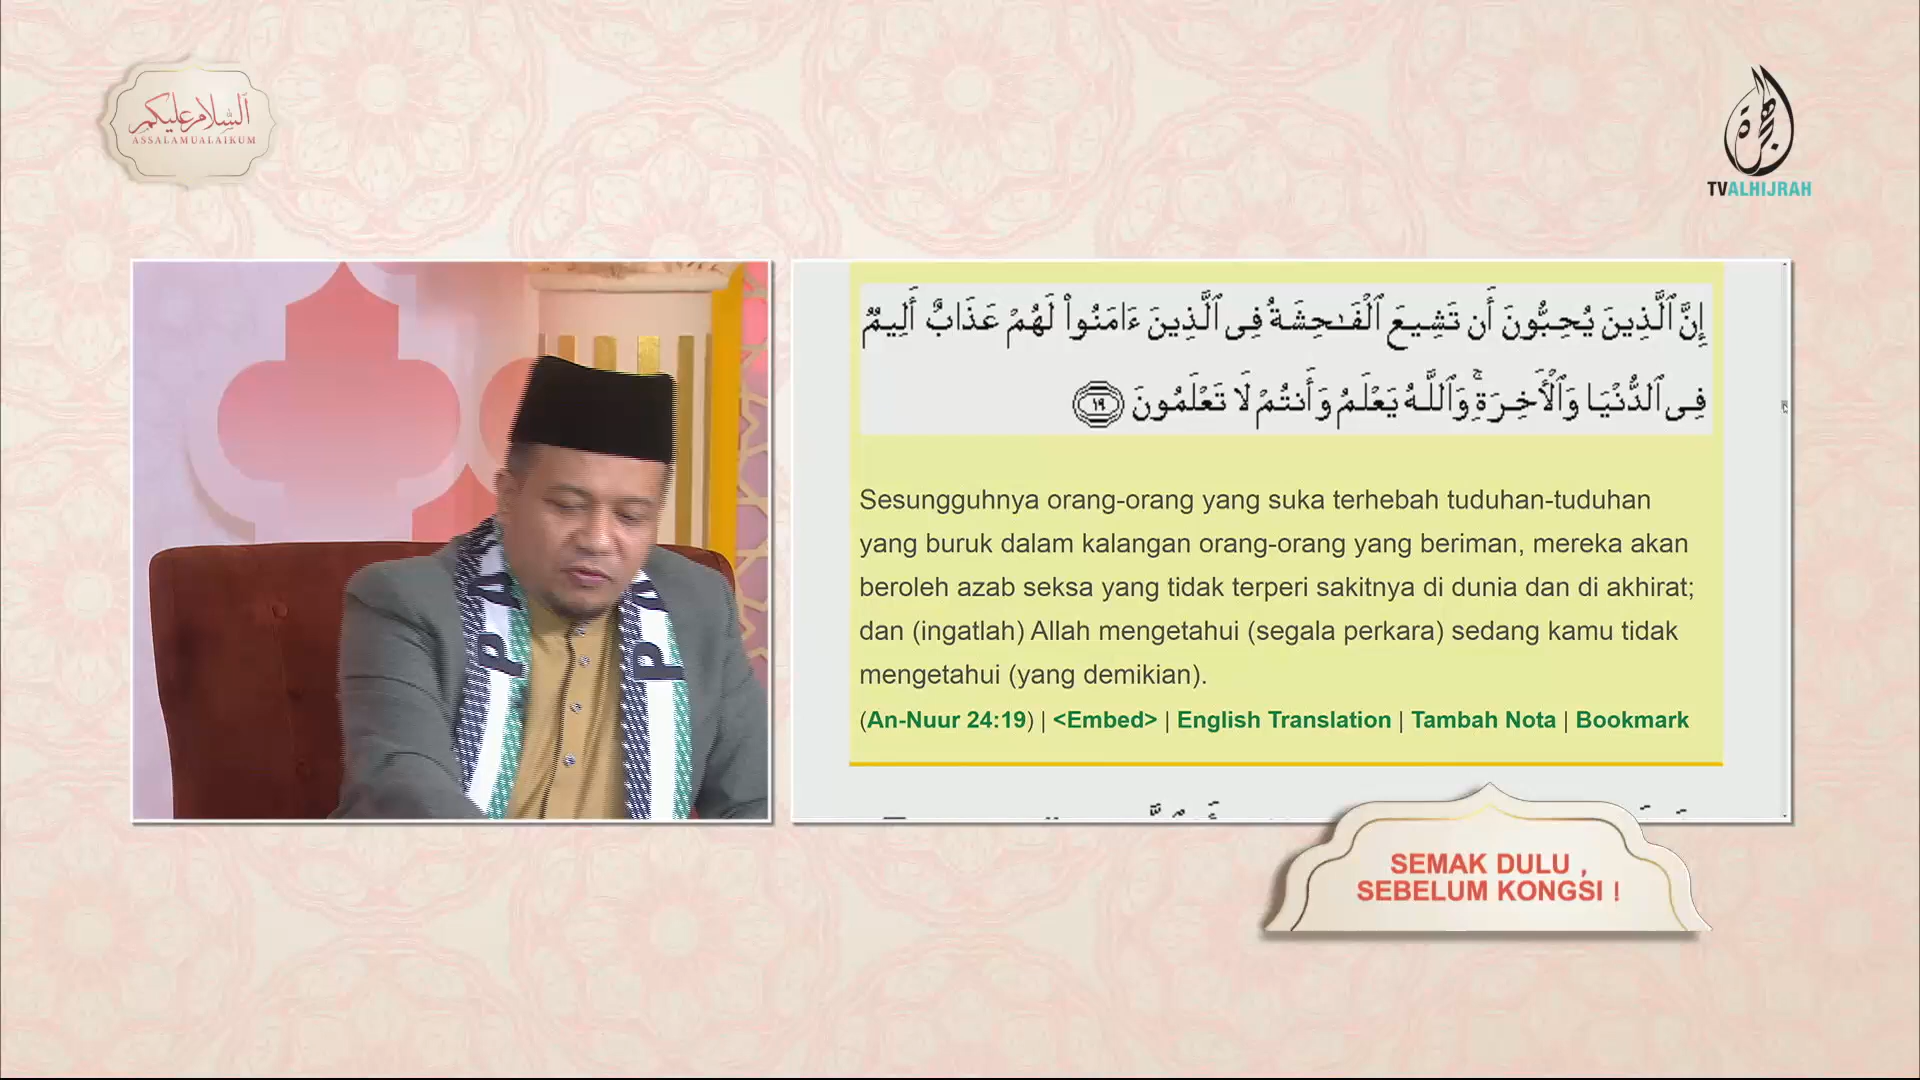 السلام عليكم
ASSALAMUALAIKUM
هجرة
TVALHIJRAH
إِنَّ ٱلَّذِينَ يُحِبُّونَ أَن تَشِيعَ ٱلْفَـٰحِشَةُ فِى ٱلَّذِينَ ءَامَنُوا۟ لَهُمْ عَذَابٌ أَلِيمٌ
فِى ٱلدُّنْيَا وَٱلْأَخِرَةِ ۚ وَٱللَّـهُ يَعْلَمُ وَأَنتُمْ لَا تَعْلَمُونَ ١٩
Sesungguhnya orang-orang yang suka terhebah tuduhan-tuduhan
yang buruk dalam kalangan orang-orang yang beriman, mereka akan
beroleh azab seksa yang tidak terperi sakitnya di dunia dan di akhirat;
dan (ingatlah) Allah mengetahui (segala perkara) sedang kamu tidak
mengetahui (yang demikian).
(An-Nuur 24:19) | <Embed> | English Translation | Tambah Nota | Bookmark
SEMAK DULU ,
SEBELUM KONGSI !